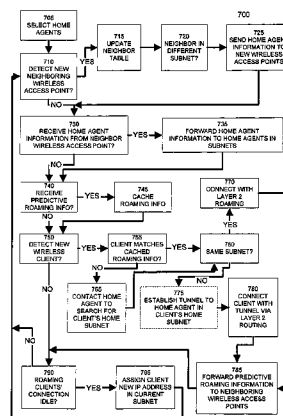 700
705
SELECT HOME
AGENTS
710
DETECT NEW
NEIGHBORING
WIRELESS
ACCESS POINT?
YES
715
UPDATE
NEIGHBOR
TABLE
720
NEIGHBOR IN
DIFFERENT
SUBNET?
725
SEND HOME AGENT
INFORMATION TO
NEW WIRELESS
ACCESS POINTS
NO
730
RECEIVE HOME AGENT
INFORMATION FROM NEIGHBOR
WIRELESS ACCESS POINT?
YES
735
FORWARD HOME AGENT
INFORMATION TO HOME AGENTS IN
SUBNETS
NO
740
RECEIVE
PREDICTIVE
ROAMING INFO?
YES
745
CACHE
ROAMING INFO
770
CONNECT WITH
LAYER 2
ROAMING
NO
YES
750
DETECT NEW
WIRELESS
CLIENT?
YES
755
CLIENT MATCHES
CACHED
ROAMING INFO?
YES
760
SAME SUBNET?
NO
NO
NO
765
CONTACT HOME
AGENT TO
SEARCH FOR
CLIENT'S HOME
SUBNET
775
ESTABLISH TUNNEL TO
HOME AGENT IN
CLIENT'S HOME
SUBNET
780
CONNECT
CLIENT WITH
TUNNEL VIA
LAYER 2
ROUTING
NO
785
FORWARD PREDICTIVE
ROAMING INFORMATION
TO NEIGHBORING
WIRELESS ACCESS
POINTS
790
ROAMING
CLIENTS'
CONNECTION
IDLE?
YES
795
ASSIGN CLIENT
NEW IP ADDRESS
IN CURRENT
SUBNET